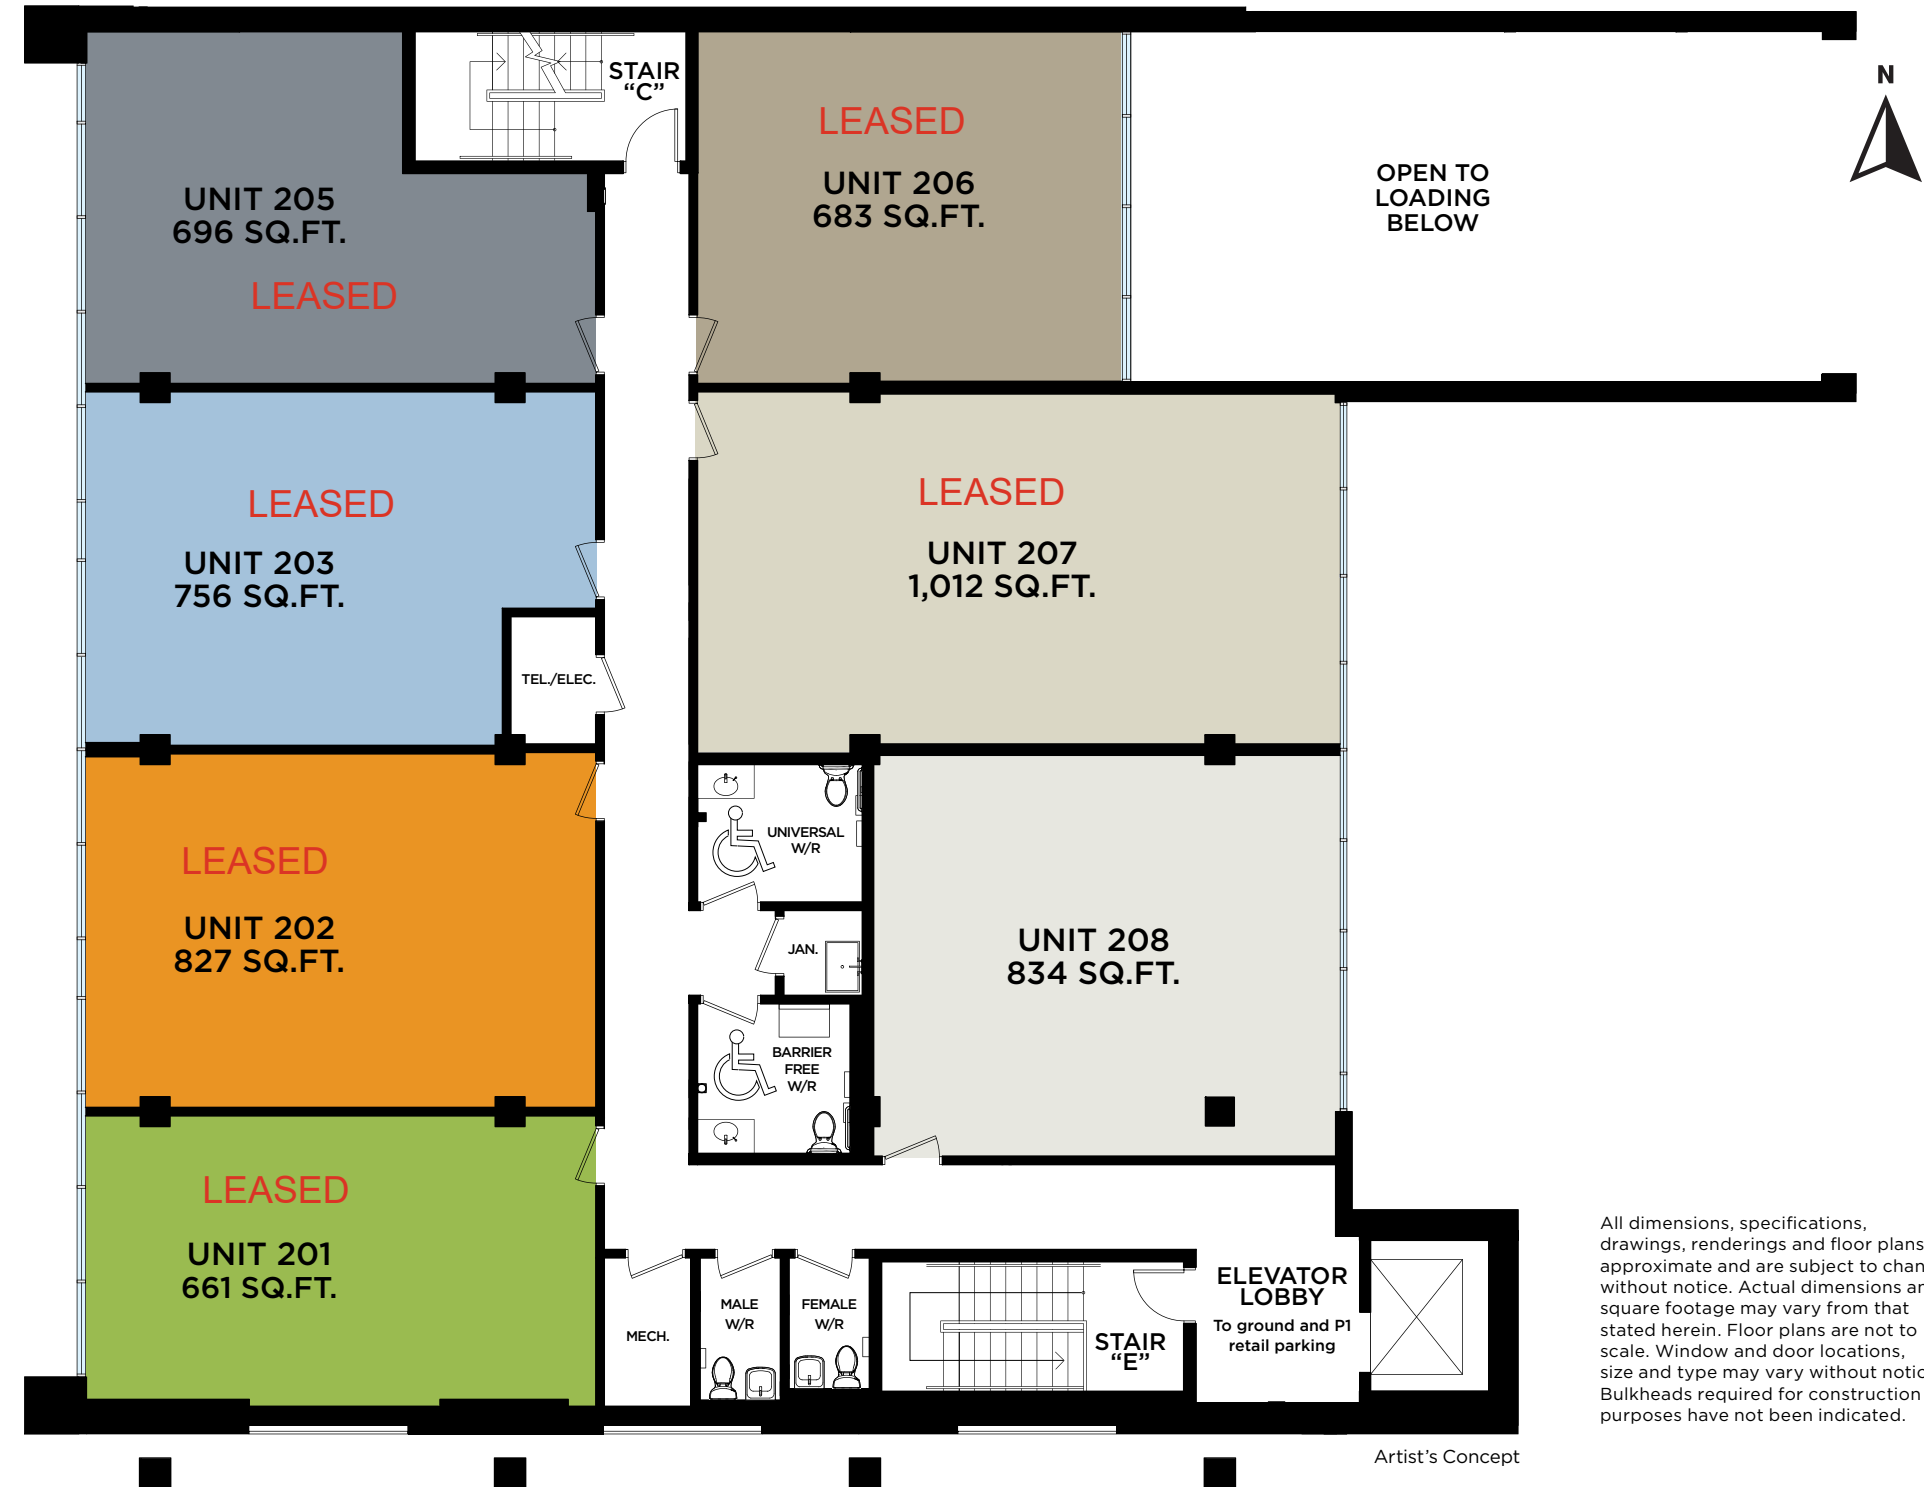 STAIR
“C”
LEASED
UNIT 206
683 SQ.FT.
OPEN TO
LOADING
BELOW
N
UNIT 205
696 SQ.FT.
LEASED
LEASED
UNIT 203
756 SQ.FT.
TEL./ELEC.
LEASED
UNIT 207
1,012 SQ.FT.
LEASED
UNIT 202
827 SQ.FT.
UNIVERSAL
W/R
JAN.
BARRIER
FREE
W/R
UNIT 208
834 SQ.FT.
LEASED
UNIT 201
661 SQ.FT.
MECH.
MALE
W/R
FEMALE
W/R
STAIR
“E”
ELEVATOR
LOBBY
To ground and P1
retail parking
All dimensions, specifications,
drawings, renderings and floor plans
approximate and are subject to chan
without notice. Actual dimensions an
square footage may vary from that
stated herein. Floor plans are not to
scale. Window and door locations,
size and type may vary without notic
Bulkheads required for construction
purposes have not been indicated.
Artist’s Concept